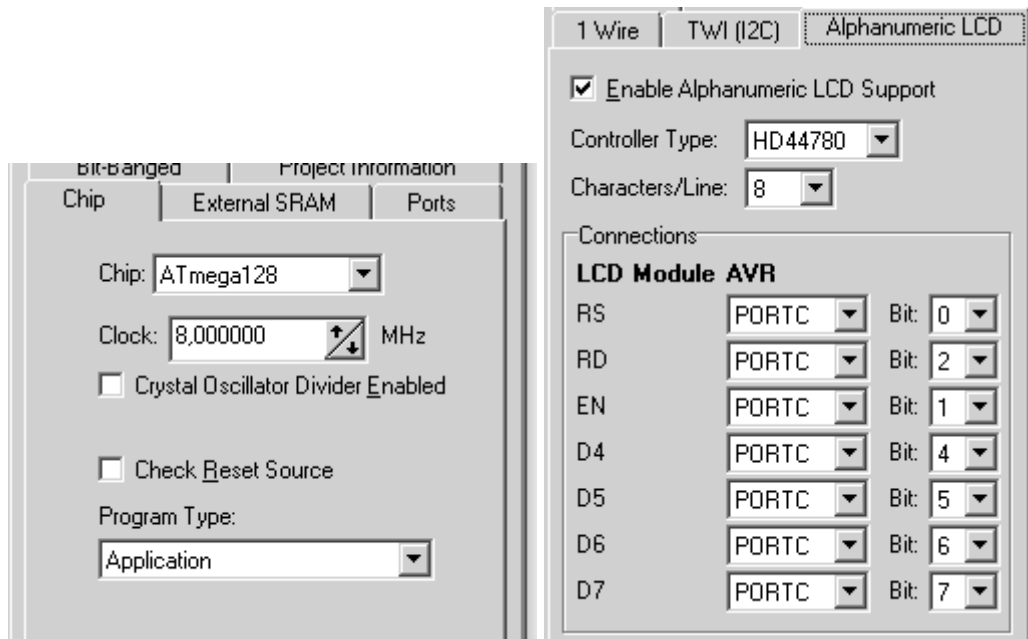 Bit-Banged Project Information
Chip External SRAM Ports
Chip: ATmega128
Clock: 8,000000 MHz
Crystal Oscillator Divider Enabled
Check Reset Source
Program Type:
Application
1 Wire TWI (I2C) Alphanumeric LCD
Enable Alphanumeric LCD Support
Controller Type: HD44780
Characters/Line: 8
Connections
LCD Module AVR
RS PORTC Bit: 0
RD PORTC Bit: 2
EN PORTC Bit: 1
D4 PORTC Bit: 4
D5 PORTC Bit: 5
D6 PORTC Bit: 6
D7 PORTC Bit: 7